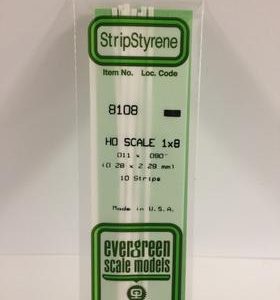 StripStyrene
Item No. Loc. Code
8108
HO SCALE 1x8
.011 x .090"
(0.28 x 2.29 mm)
10 Strips
Made in U.S.A.
evergreen
scale models